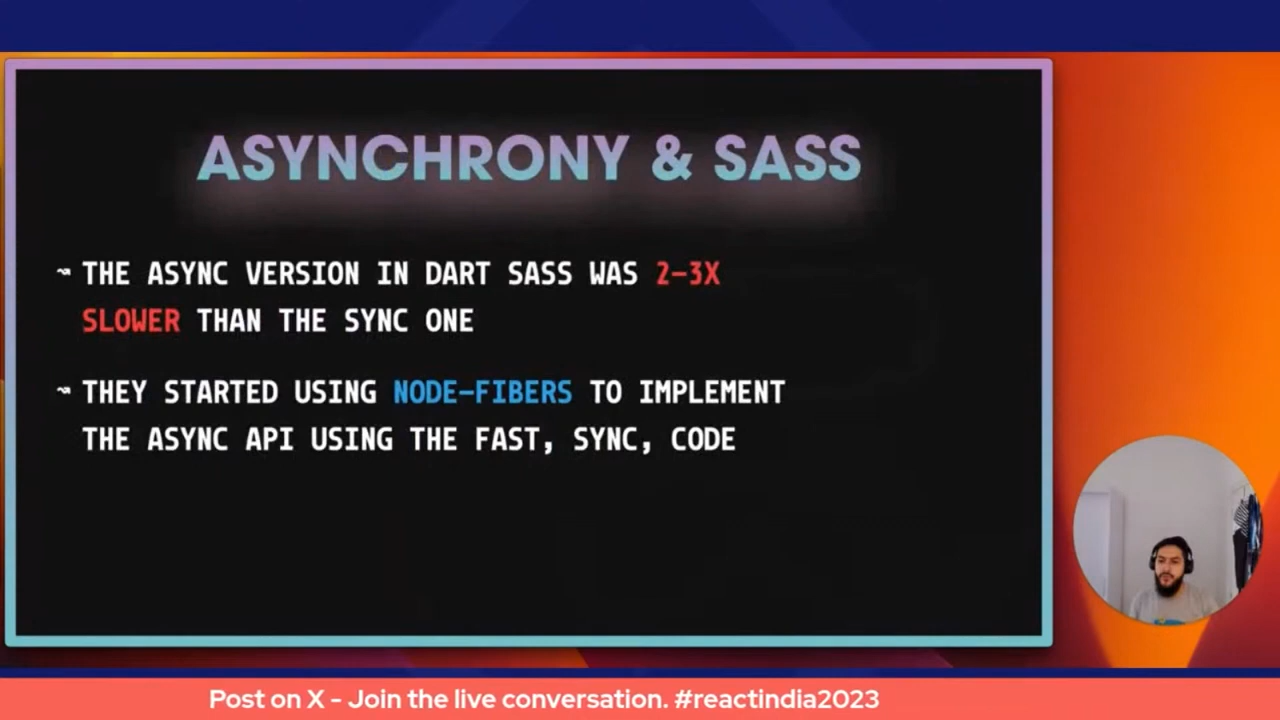 ASYNCHRONY & SASS
↝ THE ASYNC VERSION IN DART SASS WAS 2-3X
SLOWER THAN THE SYNC ONE
↝ THEY STARTED USING NODE-FIBERS TO IMPLEMENT
THE ASYNC API USING THE FAST, SYNC, CODE
Post on X - Join the live conversation. #reactindia2023